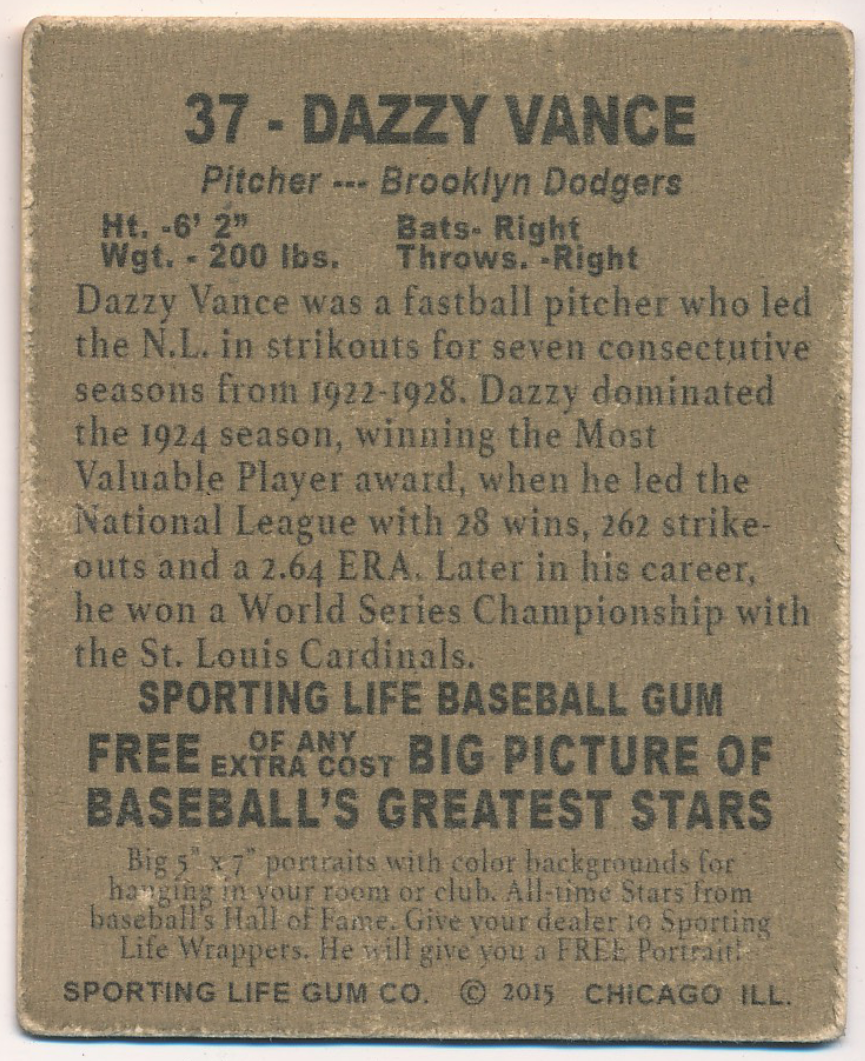 37 - DAZZY VANCE
Pitcher --- Brooklyn Dodgers
Ht. -6' 2" Bats- Right
Wgt. - 200 lbs. Throws. -Right
Dazzy Vance was a fastball pitcher who led
the N.L. in strikouts for seven consectutive
seasons from 1922-1928. Dazzy dominated
the 1924 season, winning the Most
Valuable Player award, when he led the
National League with 28 wins, 262 strike-
outs and a 2.64 ERA. Later in his career,
he won a World Series Championship with
the St. Louis Cardinals.
SPORTING LIFE BASEBALL GUM
FREE OF ANY EXTRA COST BIG PICTURE OF
BASEBALL'S GREATEST STARS
Big 5" x 7" portraits with color backgrounds for
hanging in your room or club. All-time Stars from
baseball's Hall of Fame. Give your dealer 10 Sporting
Life Wrappers. He will give you a FREE Portrait!
SPORTING LIFE GUM CO. © 2015 CHICAGO ILL.